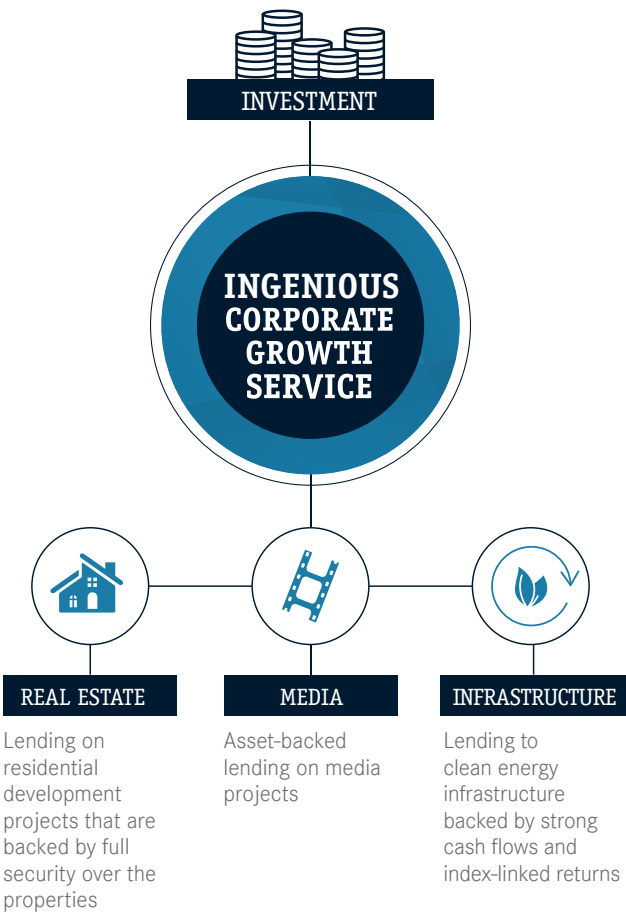 INVESTMENT
INGENIOUS
CORPORATE
GROWTH
SERVICE
REAL ESTATE
Lending on
residential
development
projects that are
backed by full
security over the
properties
MEDIA
Asset-backed
lending on media
projects
INFRASTRUCTURE
Lending to
clean energy
infrastructure
backed by strong
cash flows and
index-linked returns